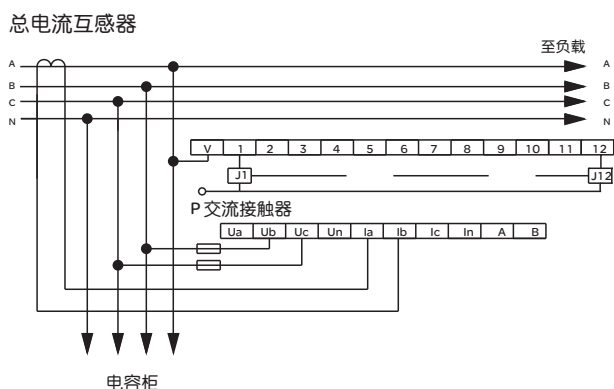 总电流互感器
至负载
A A
B B
C C
N N
V 1 2 3 4 5 6 7 8 9 10 11 12
J1 J12
P 交流接触器
Ua Ub Uc Un Ia Ib Ic In A B
电容柜